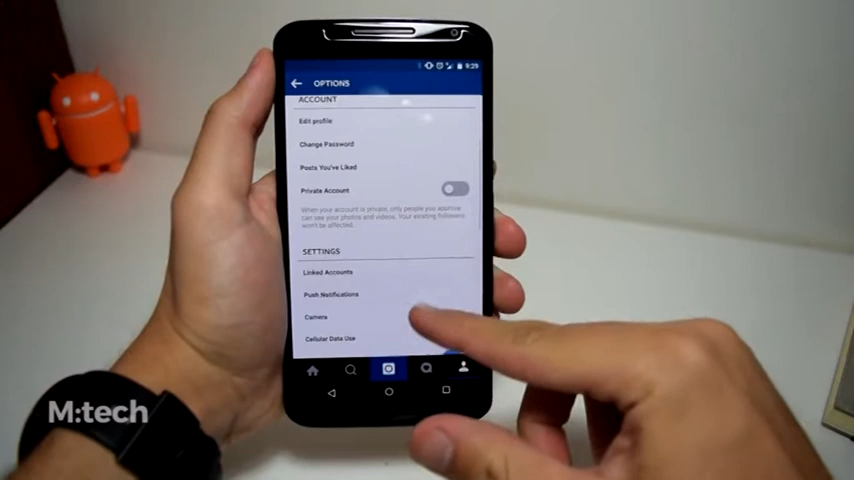 9:29
OPTIONS
ACCOUNT
Edit profile
Change Password
Posts You've Liked
Private Account
When your account is private, only people you approve
can see your photos and videos. Your existing followers
won't be affected.
SETTINGS
Linked Accounts
Push Notifications
Camera
Cellular Data Use
M:tech